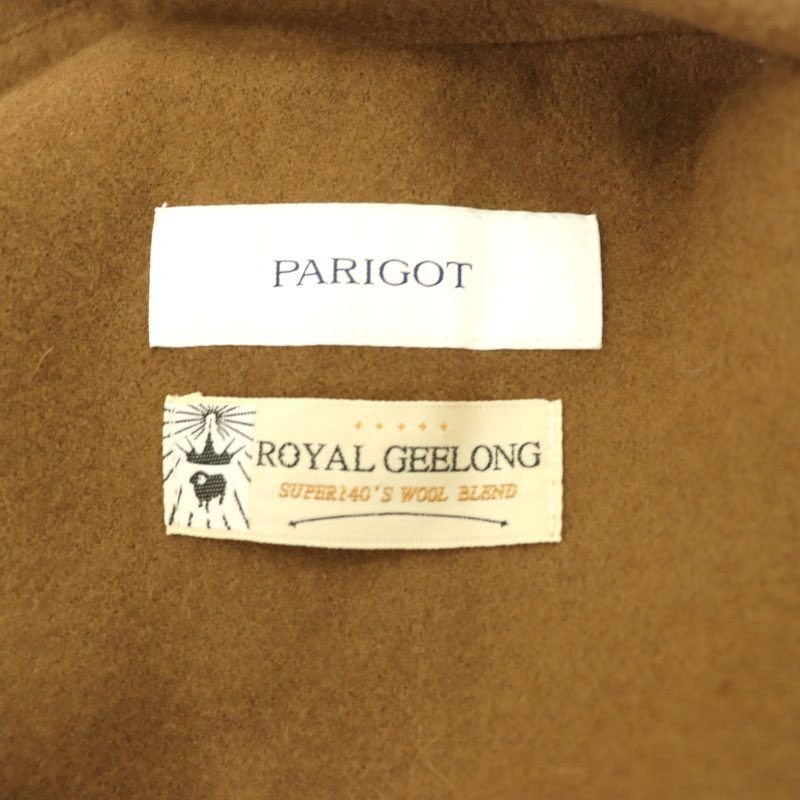 PARIGOT
ROYAL GEELONG
SUPER140'S WOOL BLEND